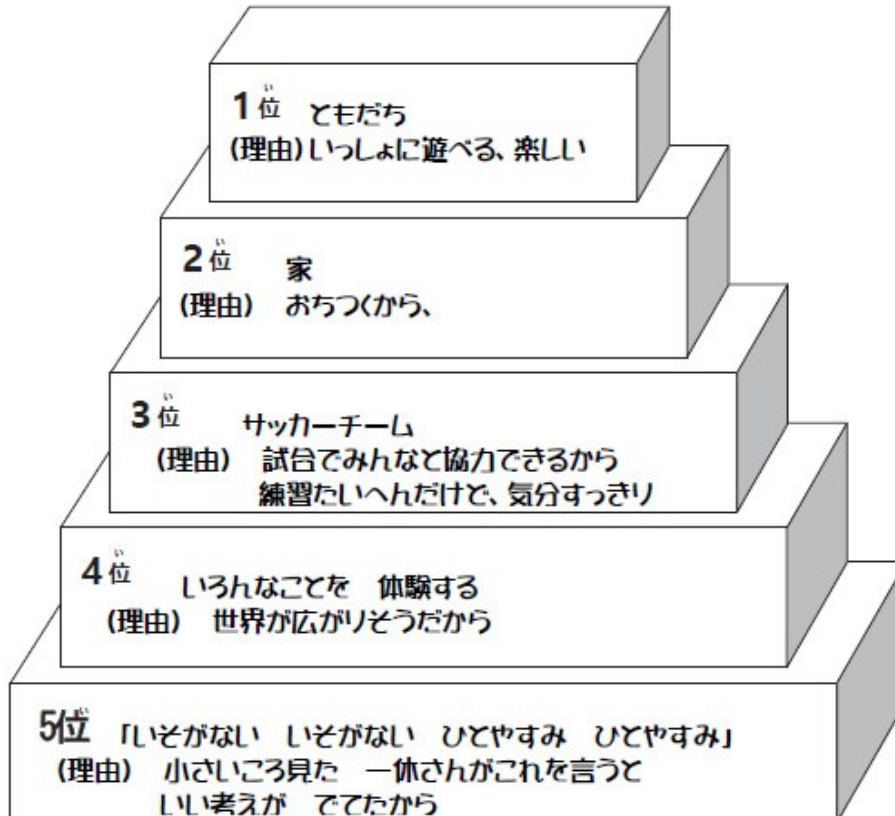 1位 ともだち
(理由)いっしょに遊べる、楽しい
2位 家
(理由) おちつくから、
3位 サッカーチーム
(理由) 試合でみんなと協力できるから
練習たいへんだけど、気分すっきり
4位 いろんなことを 体験する
(理由) 世界が広がりそうだから
5位 「いそがない いそがない ひとやすみ ひとやすみ」
(理由) 小さいころ見た 一休さんがこれを言うと
いい考えが でてたから